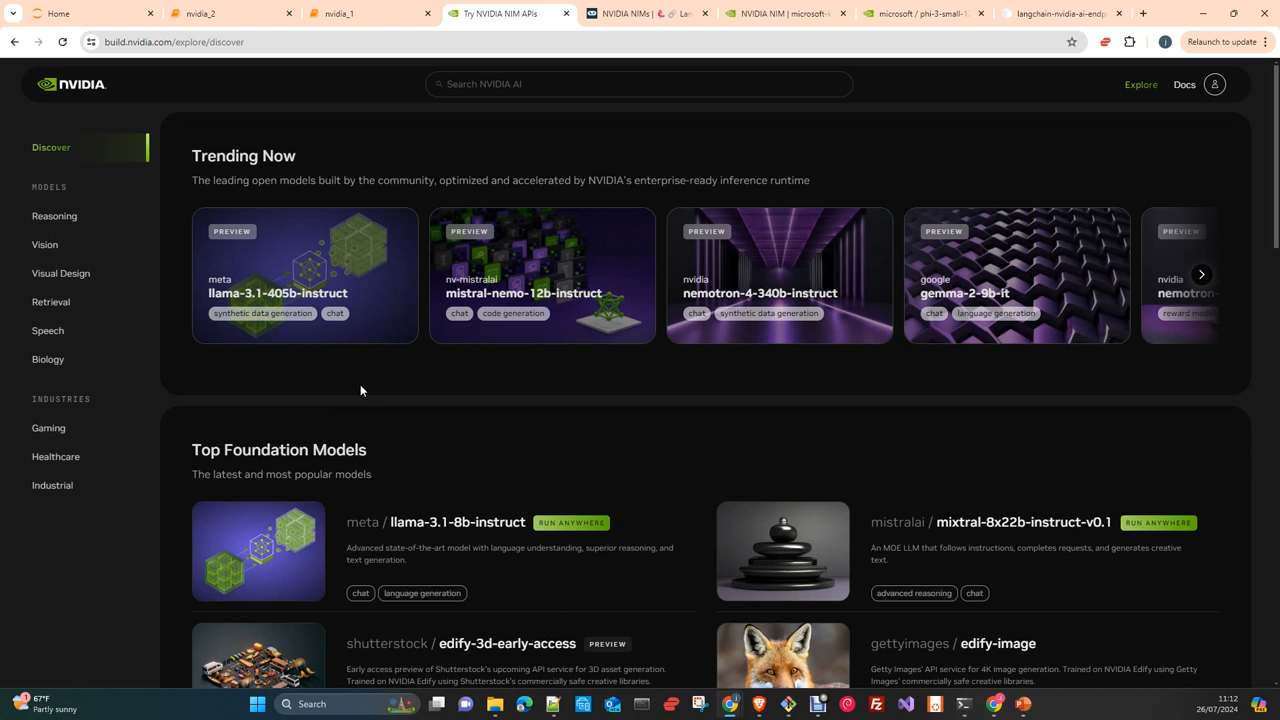 Home
nvidia_2
nvidia_1
Try NVIDIA NIM APIs
NVIDIA NIMs |
NVIDIA NIM | microsoft-
microsoft / phi-3-small-
langchain-nvidia-ai-endp
build.nvidia.com/explore/discover
Relaunch to update
NVIDIA
Search NVIDIA AI
Explore
Docs
Discover
MODELS
Reasoning
Vision
Visual Design
Retrieval
Speech
Biology
INDUSTRIES
Gaming
Healthcare
Industrial
Trending Now
The leading open models built by the community, optimized and accelerated by NVIDIA's enterprise-ready inference runtime
PREVIEW
meta
llama-3.1-405b-instruct
synthetic data generation chat
PREVIEW
nv-mistralai
mistral-nemo-12b-instruct
chat code generation
PREVIEW
nvidia
nemotron-4-340b-instruct
chat synthetic data generation
PREVIEW
google
gemma-2-9b-it
chat language generation
PREVIEW
nvidia
nemotron-
reward mode
Top Foundation Models
The latest and most popular models
meta / llama-3.1-8b-instruct RUN ANYWHERE
Advanced state-of-the-art model with language understanding, superior reasoning, and
text generation.
chat language generation
mistralai / mixtral-8x22b-instruct-v0.1 RUN ANYWHERE
An MOE LLM that follows instructions, completes requests, and generates creative
text.
advanced reasoning chat
shutterstock / edify-3d-early-access PREVIEW
Early access preview of Shutterstock's upcoming API service for 3D asset generation.
Trained on NVIDIA Edify using Shutterstock's commercially safe creative libraries.
gettyimages / edify-image
Getty Images' API service for 4K image generation. Trained on NVIDIA Edify using Getty
Images' commercially safe creative libraries.
67°F
Partly sunny
Search
11:12
26/07/2024